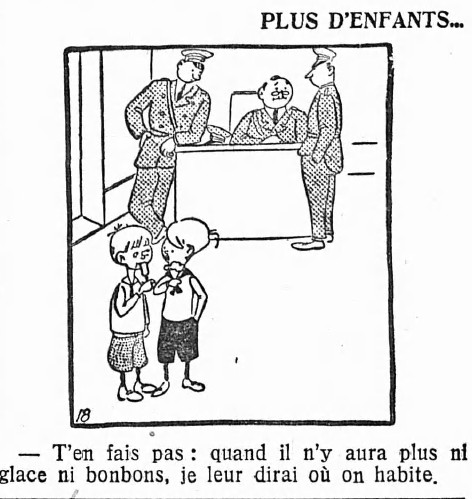 PLUS D'ENFANTS...
18
— T'en fais pas : quand il n'y aura plus ni
glace ni bonbons, je leur dirai où on habite.